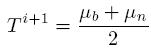 T^{i+1} = \frac{\mu_b + \mu_n}{2}